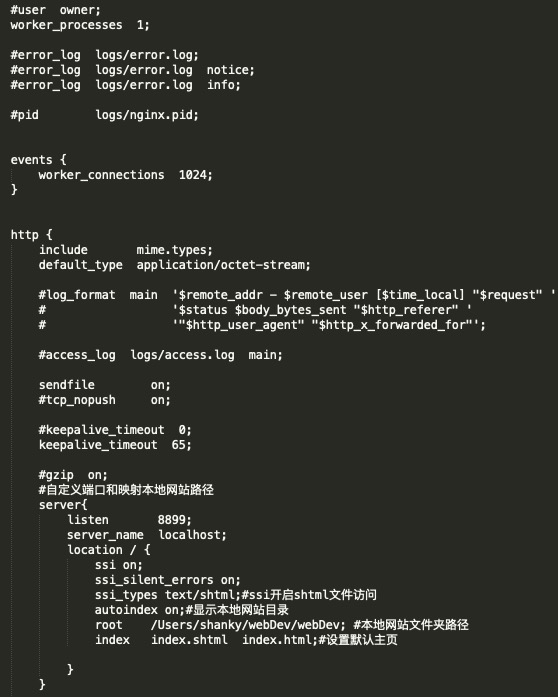 #user  owner;
worker_processes  1;

#error_log  logs/error.log;
#error_log  logs/error.log  notice;
#error_log  logs/error.log  info;

#pid        logs/nginx.pid;


events {
    worker_connections  1024;
}


http {
    include       mime.types;
    default_type  application/octet-stream;

    #log_format  main  '$remote_addr - $remote_user [$time_local] "$request" '
    #                  '$status $body_bytes_sent "$http_referer" '
    #                  '"$http_user_agent" "$http_x_forwarded_for"';

    #access_log  logs/access.log  main;

    sendfile        on;
    #tcp_nopush     on;

    #keepalive_timeout  0;
    keepalive_timeout  65;

    #gzip  on;
    #自定义端口和映射本地网站路径
    server{
        listen       8899;
        server_name  localhost;
        location / {
            ssi on;
            ssi_silent_errors on;
            ssi_types text/shtml;#ssi开启shtml文件访问
            autoindex on;#显示本地网站目录
            root    /Users/shanky/webDev/webDev; #本地网站文件夹路径
            index   index.shtml  index.html;#设置默认主页

        }
    }